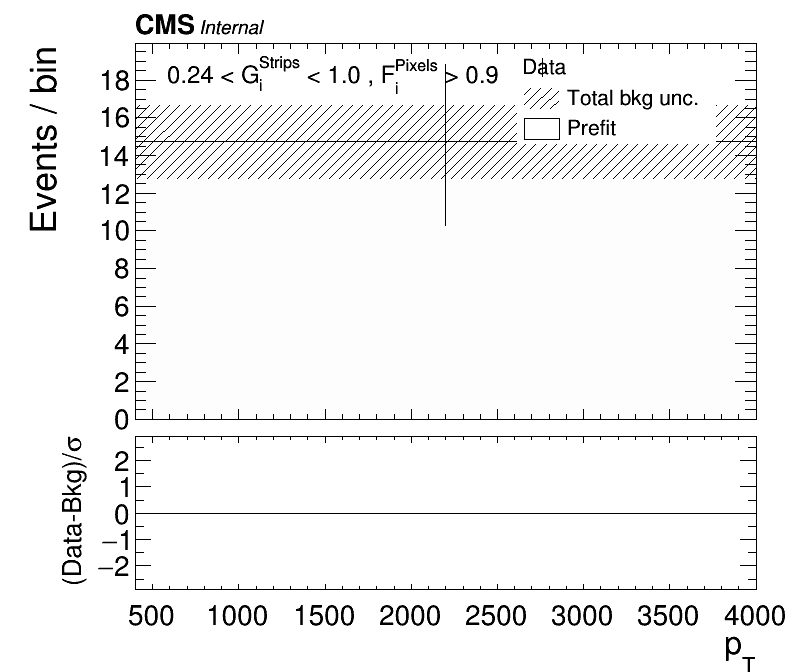 CMS Internal
0.24 < G_i^Strips < 1.0 , F_i^Pixels > 0.9
Data
Total bkg unc.
Prefit
Events / bin
18
16
14
12
10
8
6
4
2
0
(Data-Bkg)/σ
2
1
0
−1
−2
500 1000 1500 2000 2500 3000 3500 4000
p_T